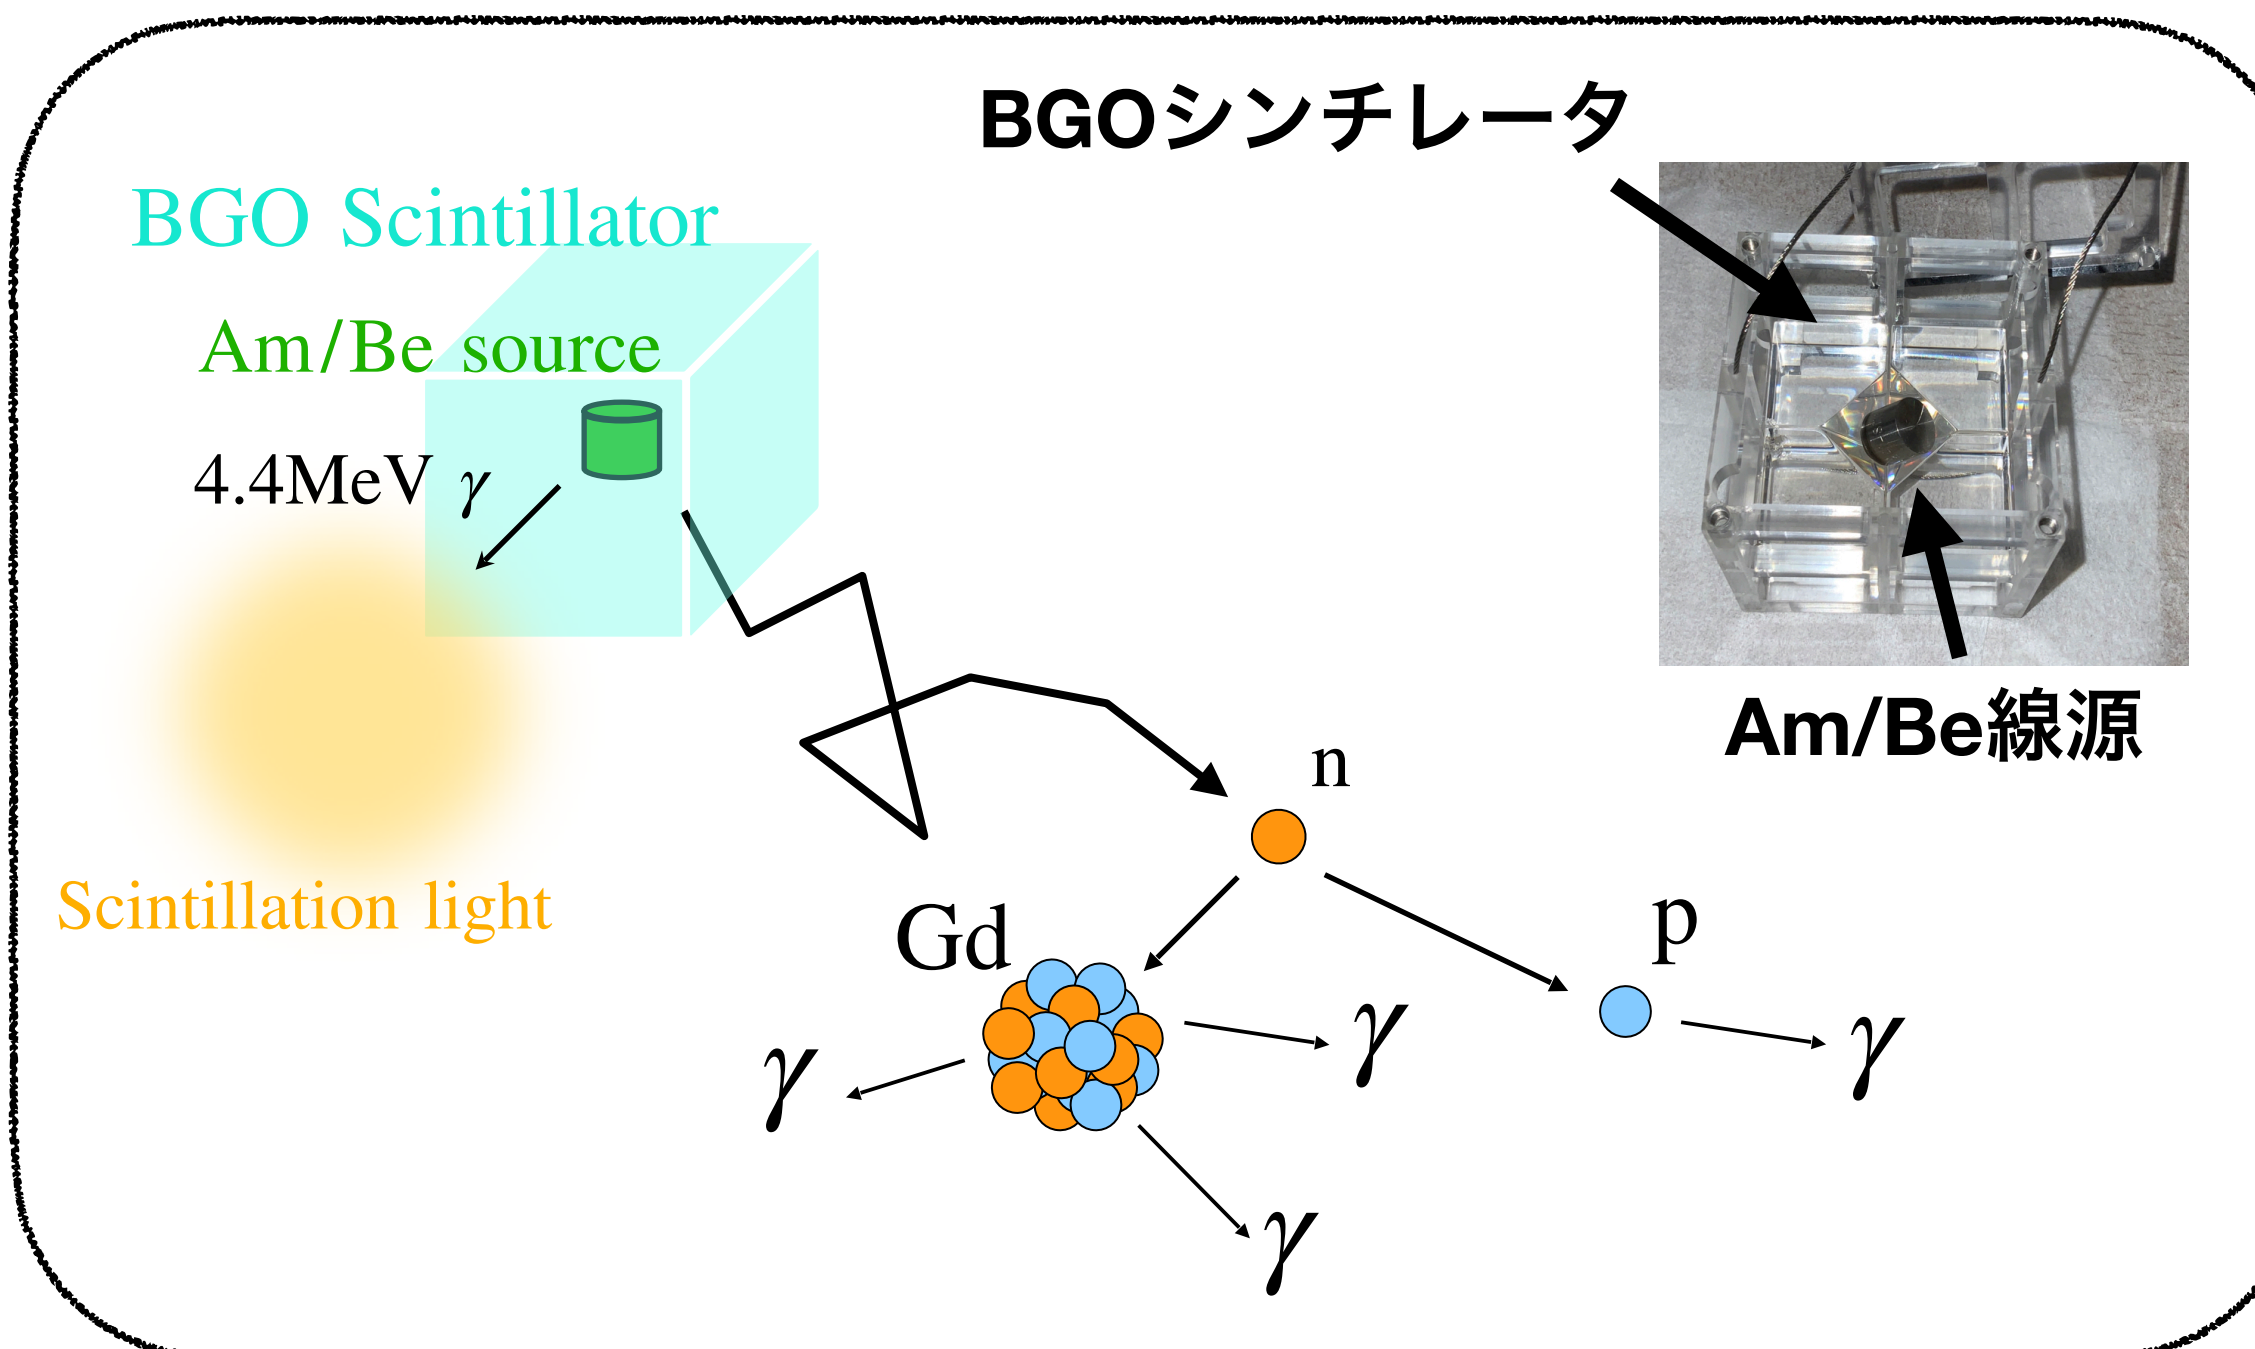 BGOシンチレータ
BGO Scintillator
Am/Be source
4.4MeV γ
Am/Be線源
n
Scintillation light
Gd
p
γ
γ
γ
γ